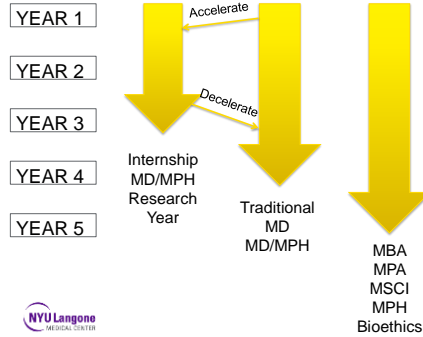 YEAR 1
YEAR 2
YEAR 3
YEAR 4
YEAR 5
Accelerate
Decelerate
Internship
MD/MPH
Research
Year
Traditional
MD
MD/MPH
MBA
MPA
MSCI
MPH
Bioethics
NYU Langone
MEDICAL CENTER